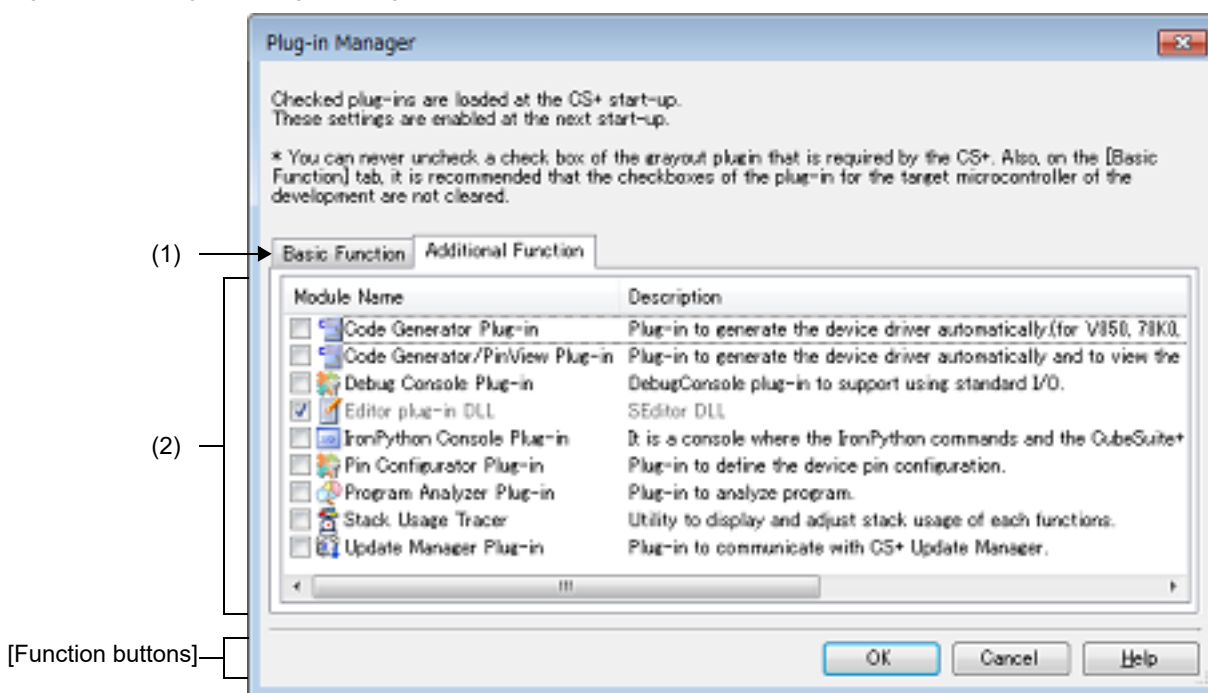 Plug-in Manager
Checked plug-ins are loaded at the CS+ start-up.
These settings are enabled at the next start-up.
* You can never uncheck a check box of the grayout plugin that is required by the CS+. Also, on the [Basic
Function] tab, it is recommended that the checkboxes of the plug-in for the target microcontroller of the
development are not cleared.
(1) Basic Function Additional Function
Module Name Description
Code Generator Plug-in Plug-in to generate the device driver automatically.(for V850, 78K0,
Code Generator/PinView Plug-in Plug-in to generate the device driver automatically and to view the
Debug Console Plug-in DebugConsole plug-in to support using standard I/O.
Editor plug-in DLL SEditor DLL
(2) IronPython Console Plug-in It is a console where the IronPython commands and the CubeSuite+
Pin Configurator Plug-in Plug-in to define the device pin configuration.
Program Analyzer Plug-in Plug-in to analyze program.
Stack Usage Tracer Utility to display and adjust stack usage of each functions.
Update Manager Plug-in Plug-in to communicate with CS+ Update Manager.
[Function buttons] OK Cancel Help